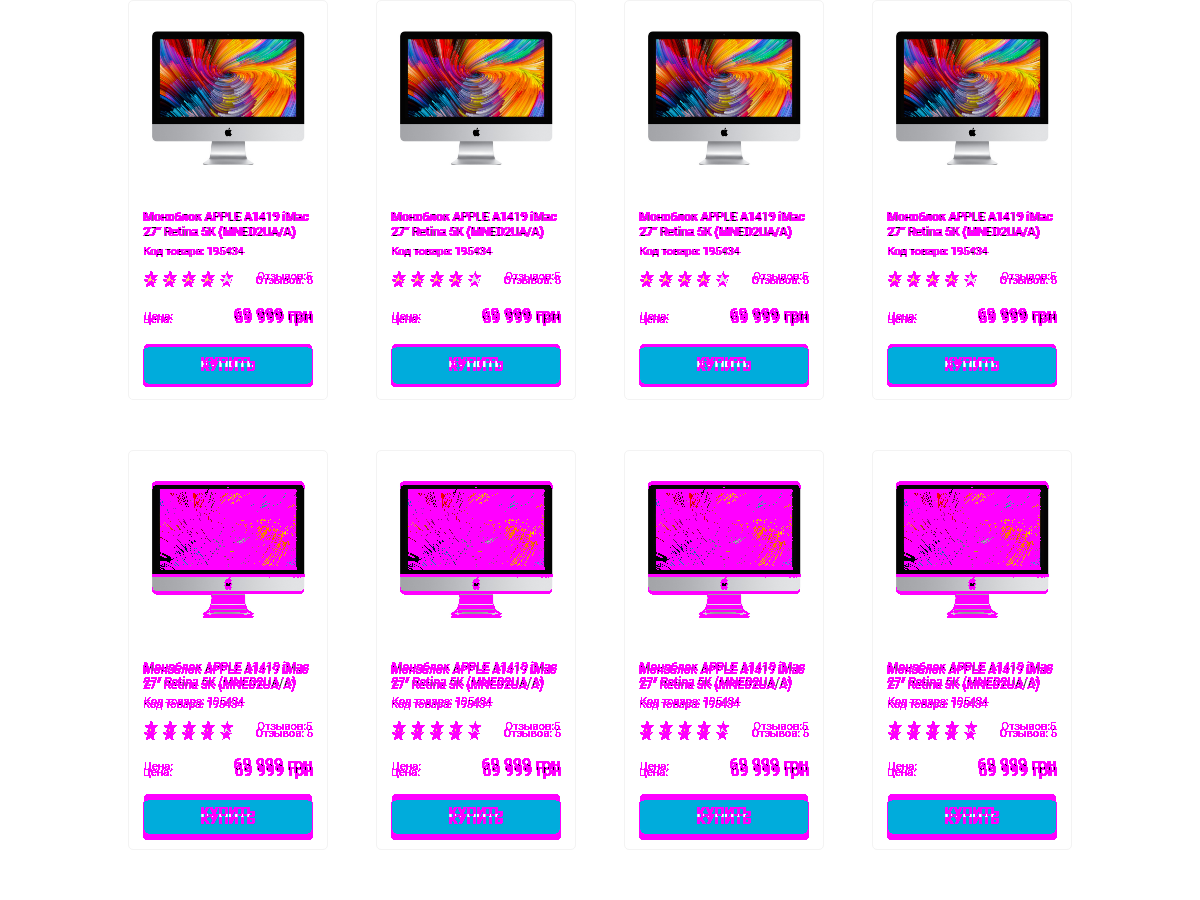 Моноблок APPLE A1419 iMac
27” Retina 5K (MNED2UA/A)
Код товара: 195434
Отзывов: 5
Цена: 69 999 грн
КУПИТЬ
Моноблок APPLE A1419 iMac
27” Retina 5K (MNED2UA/A)
Код товара: 195434
Отзывов: 5
Цена: 69 999 грн
КУПИТЬ
Моноблок APPLE A1419 iMac
27” Retina 5K (MNED2UA/A)
Код товара: 195434
Отзывов: 5
Цена: 69 999 грн
КУПИТЬ
Моноблок APPLE A1419 iMac
27” Retina 5K (MNED2UA/A)
Код товара: 195434
Отзывов: 5
Цена: 69 999 грн
КУПИТЬ
Моноблок APPLE A1419 iMac
27” Retina 5K (MNED2UA/A)
Код товара: 195434
Отзывов: 5
Цена: 69 999 грн
КУПИТЬ
Моноблок APPLE A1419 iMac
27” Retina 5K (MNED2UA/A)
Код товара: 195434
Отзывов: 5
Цена: 69 999 грн
КУПИТЬ
Моноблок APPLE A1419 iMac
27” Retina 5K (MNED2UA/A)
Код товара: 195434
Отзывов: 5
Цена: 69 999 грн
КУПИТЬ
Моноблок APPLE A1419 iMac
27” Retina 5K (MNED2UA/A)
Код товара: 195434
Отзывов: 5
Цена: 69 999 грн
КУПИТЬ